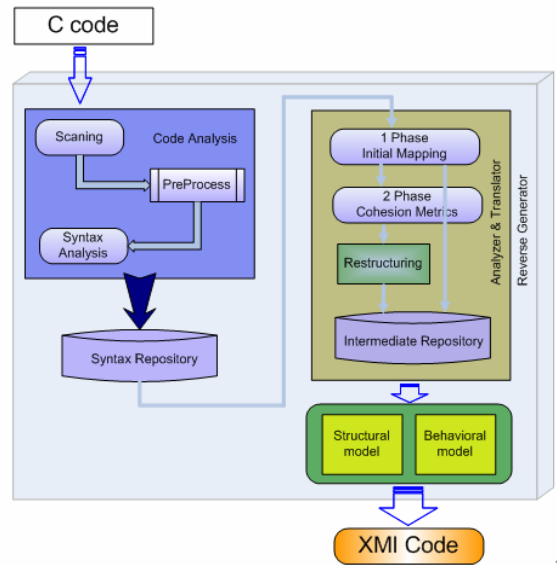 C code
Scaning
Code Analysis
PreProcess
Syntax
Analysis
Syntax Repository
1 Phase
Initial Mapping
2 Phase
Cohesion Metrics
Restructuring
Intermediate Repository
Analyzer & Translator
Reverse Generator
Structural
model
Behavioral
model
XMI Code